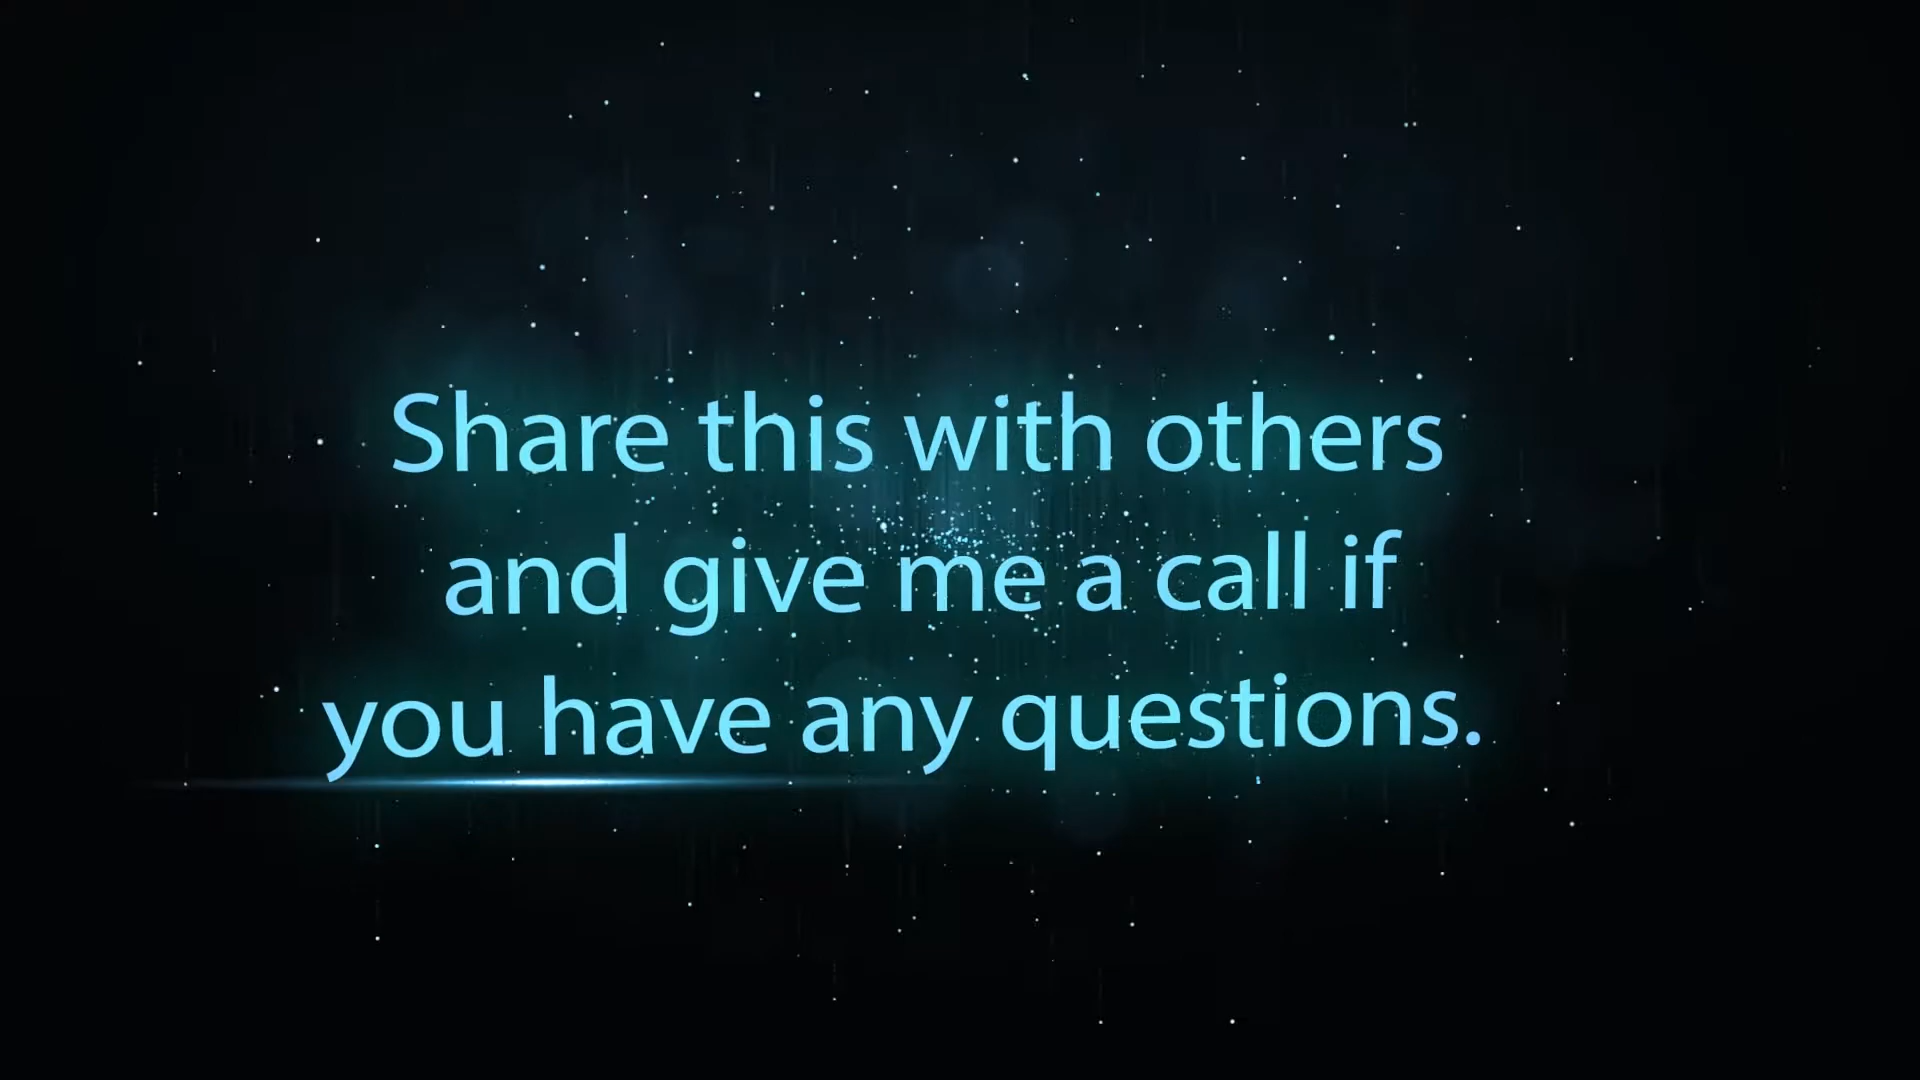 Share this with others
and give me a call if
you have any questions.